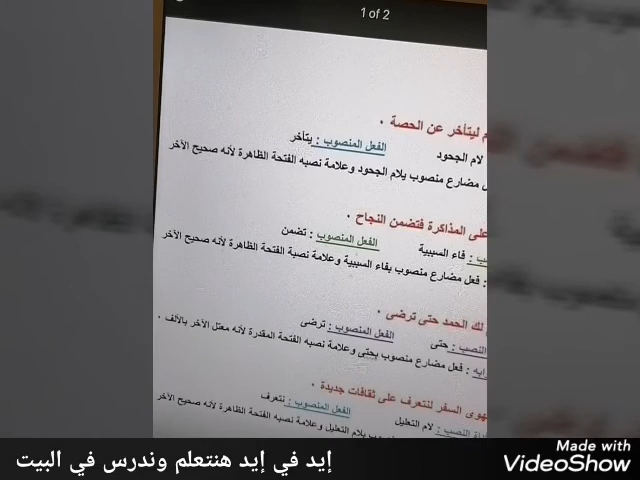 1 of 2
ليتأخر عن الحصة .
لام الجحود الفعل المنصوب : يتأخر
مضارع منصوب بلام الجحود وعلامة نصبه الفتحة الظاهرة لأنه صحيح الآخر
على المذاكرة فتضمن النجاح .
: فاء السببية الفعل المنصوب : تضمن
: فعل مضارع منصوب بفاء السببية وعلامة نصبة الفتحة الظاهرة لأنه صحيح الآخر
لك الحمد حتى ترضى .
النصب : حتى الفعل المنصوب : ترضى
: فعل مضارع منصوب بحتى وعلامة نصبه الفتحة المقدرة لأنه معتل الآخر بالألف .
السفر لنتعرف على ثقافات جديدة .
النصب : لام التعليل الفعل المنصوب : نتعرف
بلام التعليل وعلامة نصبه الفتحة الظاهرة لأنه صحيح الآخر
إيد في إيد هنتعلم وندرس في البيت
Made with
VideoShow